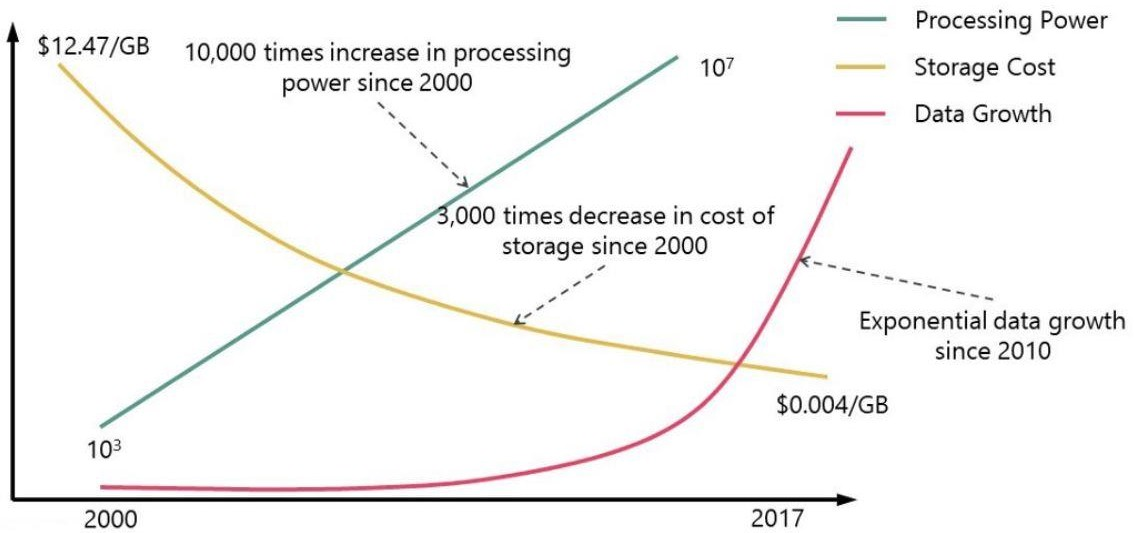 Processing Power
Storage Cost
Data Growth
$12.47/GB
10,000 times increase in processing
power since 2000
10⁷
3,000 times decrease in cost of
storage since 2000
Exponential data growth
since 2010
$0.004/GB
10³
2000
2017